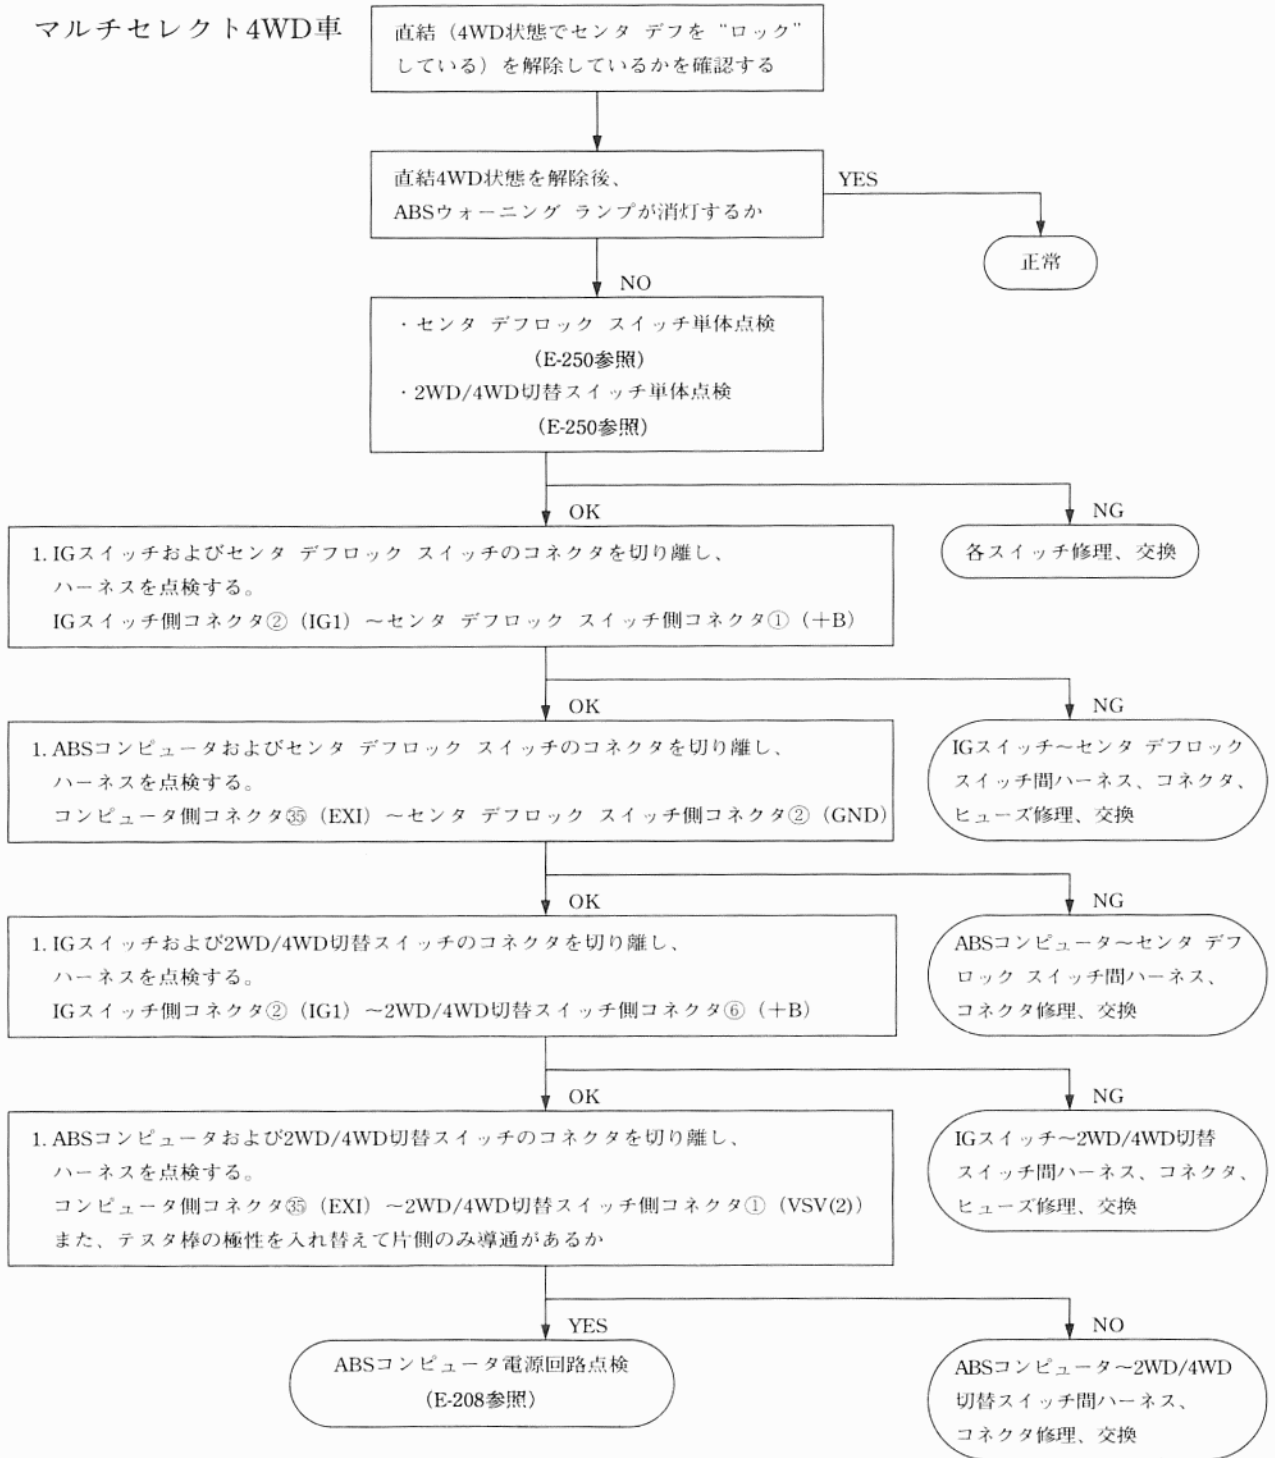 マルチセレクト4WD車
直結（4WD状態でセンタ デフを“ロック”
している）を解除しているかを確認する
直結4WD状態を解除後、
ABSウォーニング ランプが消灯するか
YES
正常
NO
・センタ デフロック スイッチ単体点検
（E-250参照）
・2WD/4WD切替スイッチ単体点検
（E-250参照）
OK
NG
各スイッチ修理、交換
1. IGスイッチおよびセンタ デフロック スイッチのコネクタを切り離し、
ハーネスを点検する。
IGスイッチ側コネクタ②（IG1）～センタ デフロック スイッチ側コネクタ①（＋B）
OK
NG
IGスイッチ～センタ デフロック
スイッチ間ハーネス、コネクタ、
ヒューズ修理、交換
1. ABSコンピュータおよびセンタ デフロック スイッチのコネクタを切り離し、
ハーネスを点検する。
コンピュータ側コネクタ㉟（EXI）～センタ デフロック スイッチ側コネクタ②（GND）
OK
NG
ABSコンピュータ～センタ デフ
ロック スイッチ間ハーネス、
コネクタ修理、交換
1. IGスイッチおよび2WD/4WD切替スイッチのコネクタを切り離し、
ハーネスを点検する。
IGスイッチ側コネクタ②（IG1）～2WD/4WD切替スイッチ側コネクタ⑥（＋B）
OK
NG
IGスイッチ～2WD/4WD切替
スイッチ間ハーネス、コネクタ、
ヒューズ修理、交換
1. ABSコンピュータおよび2WD/4WD切替スイッチのコネクタを切り離し、
ハーネスを点検する。
コンピュータ側コネクタ㉟（EXI）～2WD/4WD切替スイッチ側コネクタ①（VSV(2)）
また、テスタ棒の極性を入れ替えて片側のみ導通があるか
YES
ABSコンピュータ電源回路点検
（E-208参照）
NO
ABSコンピュータ～2WD/4WD
切替スイッチ間ハーネス、
コネクタ修理、交換